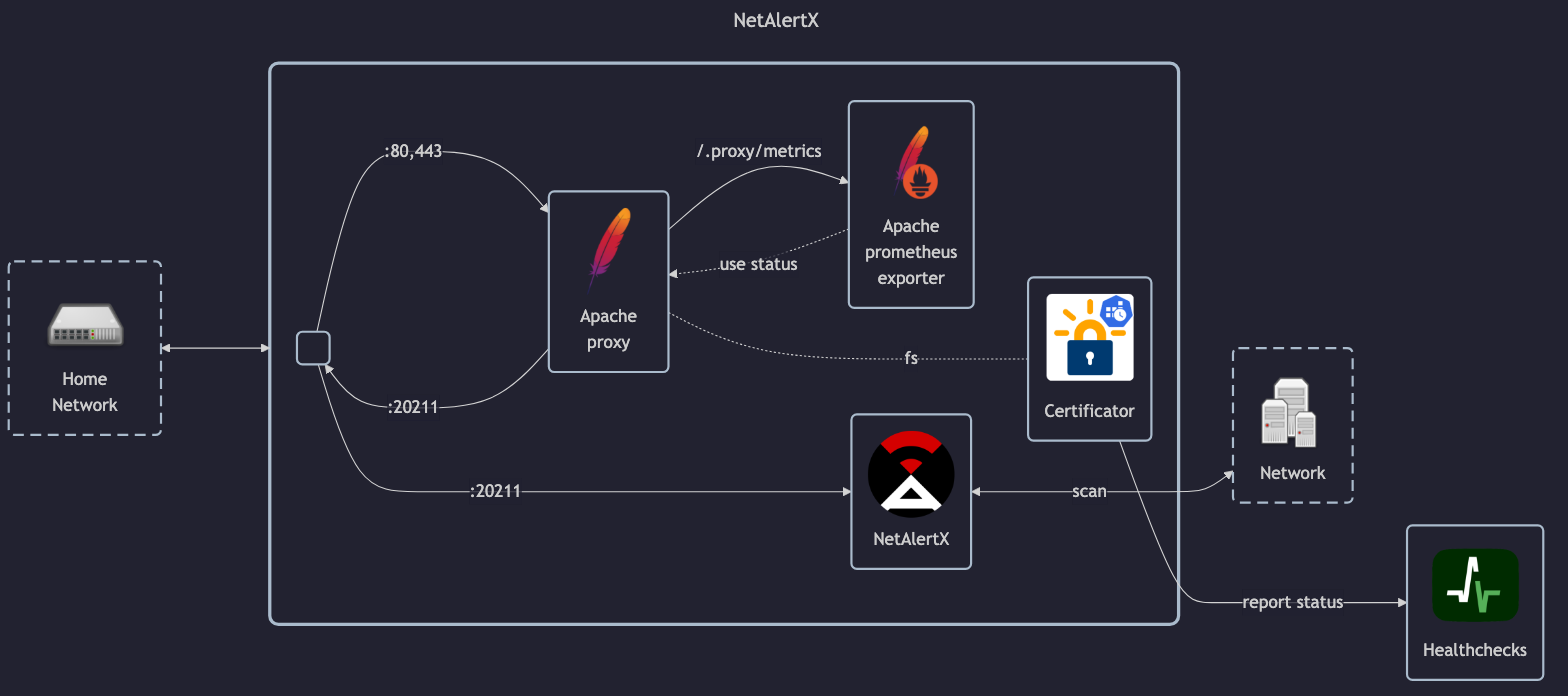 NetAlertX
:80,443
/.proxy/metrics
Apache
prometheus
exporter
use status
Apache
proxy
Home
Network
:20211
fs
Certificator
:20211
NetAlertX
scan
Network
report status
Healthchecks